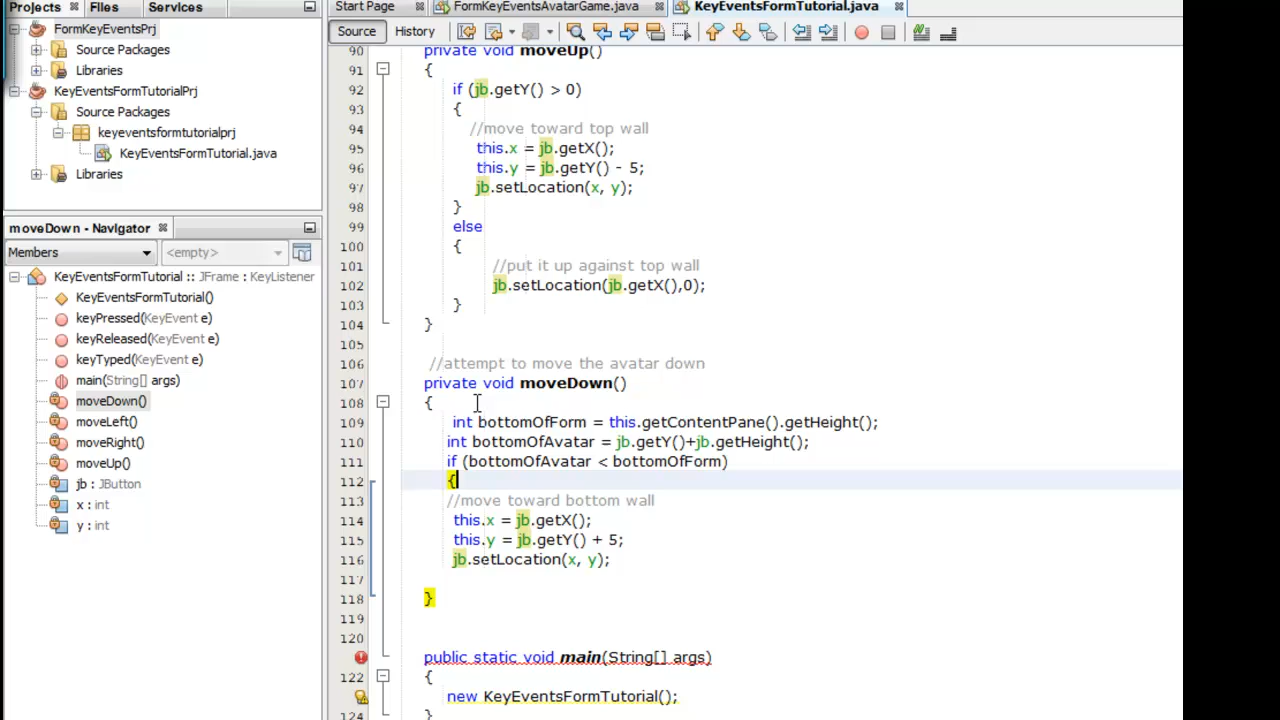 Projects Files Services
FormKeyEventsPrj
Source Packages
Libraries
KeyEventsFormTutorialPrj
Source Packages
keyeventsformtutorialprj
KeyEventsFormTutorial.java
Libraries
moveDown - Navigator
Members <empty>
KeyEventsFormTutorial :: JFrame : KeyListener
KeyEventsFormTutorial()
keyPressed(KeyEvent e)
keyReleased(KeyEvent e)
keyTyped(KeyEvent e)
main(String[] args)
moveDown()
moveLeft()
moveRight()
moveUp()
jb : JButton
x : int
y : int
Start Page FormKeyEventsAvatarGame.java KeyEventsFormTutorial.java
Source History
90 private void moveUp()
91 {
92 if (jb.getY() > 0)
93 {
94 //move toward top wall
95 this.x = jb.getX();
96 this.y = jb.getY() - 5;
97 jb.setLocation(x, y);
98 }
99 else
100 {
101 //put it up against top wall
102 jb.setLocation(jb.getX(),0);
103 }
104 }
105
106 //attempt to move the avatar down
107 private void moveDown()
108 {
109 int bottomOfForm = this.getContentPane().getHeight();
110 int bottomOfAvatar = jb.getY()+jb.getHeight();
111 if (bottomOfAvatar < bottomOfForm)
112 {
113 //move toward bottom wall
114 this.x = jb.getX();
115 this.y = jb.getY() + 5;
116 jb.setLocation(x, y);
117
118 }
119
120
public static void main(String[] args)
122 {
new KeyEventsFormTutorial();
124 }